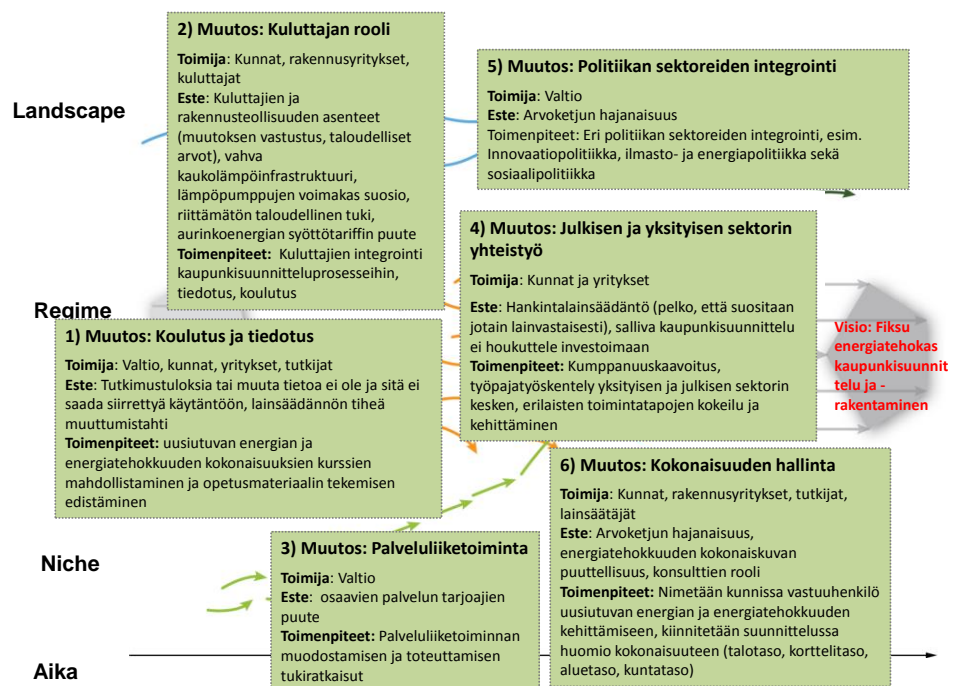 2) Muutos: Kuluttajan rooli
Toimija: Kunnat, rakennusyritykset,
kuluttajat
Este: Kuluttajien ja
rakennusteollisuuden asenteet
(muutoksen vastustus, taloudelliset
arvot), vahva
kaukolämpöinfrastruktuuri,
lämpöpumppujen voimakas suosio,
riittämätön taloudellinen tuki,
aurinkoenergian syöttötariffin puute
Toimenpiteet: Kuluttajien integrointi
kaupunkisuunnitteluprosesseihin,
tiedotus, koulutus
5) Muutos: Politiikan sektoreiden integrointi
Toimija: Valtio
Este: Arvoketjun hajanaisuus
Toimenpiteet: Eri politiikan sektoreiden integrointi, esim.
Innovaatiopolitiikka, ilmasto- ja energiapolitiikka sekä
sosiaalipolitiikka
Landscape
4) Muutos: Julkisen ja yksityisen sektorin
yhteistyö
Toimija: Kunnat ja yritykset
Este: Hankintalainsäädäntö (pelko, että suositaan
jotain lainvastaisesti), salliva kaupunkisuunnittelu
ei houkuttele investoimaan
Toimenpiteet: Kumppanuuskaavoitus,
työpajatyöskentely yksityisen ja julkisen sektorin
kesken, erilaisten toimintatapojen kokeilu ja
kehittäminen
Visio: Fiksu
energiatehokas
kaupunkisuunnit
telu ja -
rakentaminen
Regime
1) Muutos: Koulutus ja tiedotus
Toimija: Valtio, kunnat, yritykset, tutkijat
Este: Tutkimustuloksia tai muuta tietoa ei ole ja sitä ei
saada siirrettyä käytäntöön, lainsäädännön tiheä
muuttumistahti
Toimenpiteet: uusiutuvan energian ja
energiatehokkuuden kokonaisuuksien kurssien
mahdollistaminen ja opetusmateriaalin tekemisen
edistäminen
6) Muutos: Kokonaisuuden hallinta
Toimija: Kunnat, rakennusyritykset, tutkijat,
lainsäätäjät
Este: Arvoketjun hajanaisuus,
energiatehokkuuden kokonaiskuvan
puuttellisuus, konsulttien rooli
Toimenpiteet: Nimetään kunnissa vastuuhenkilö
uusiutuvan energian ja energiatehokkuuden
kehittämiseen, kiinnitetään suunnittelussa
huomio kokonaisuuteen (talotaso, korttelitaso,
aluetaso, kuntataso)
Niche
3) Muutos: Palveluliiketoiminta
Toimija: Valtio
Este: osaavien palvelun tarjoajien
puute
Toimenpiteet: Palveluliiketoiminnan
muodostamisen ja toteuttamisen
tukiratkaisut
Aika